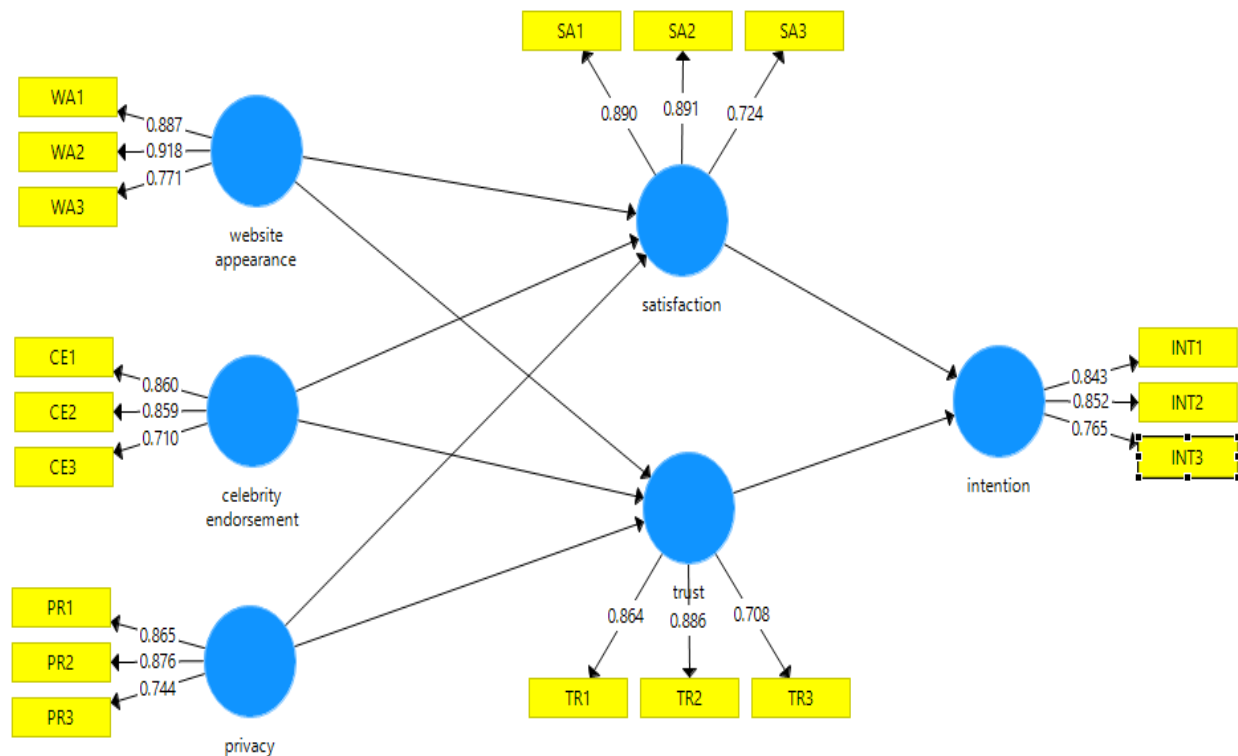 SA1
SA2
SA3
0.890
0.891
0.724
WA1
WA2
WA3
0.887
0.918
0.771
website
appearance
satisfaction
CE1
CE2
CE3
0.860
0.859
0.710
celebrity
endorsement
INT1
INT2
INT3
0.843
0.852
0.765
intention
trust
0.864
0.886
0.708
TR1
TR2
TR3
PR1
PR2
PR3
0.865
0.876
0.744
privacy